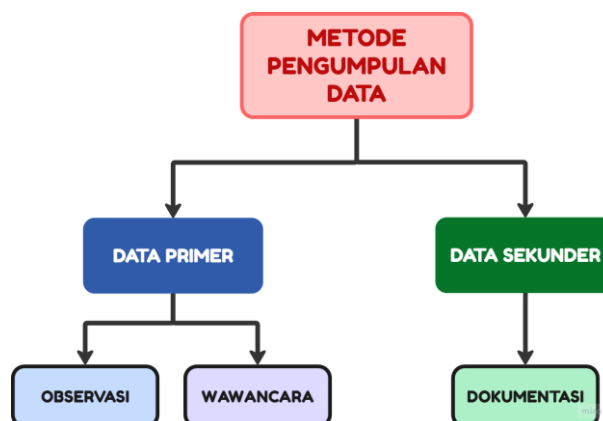 METODE
PENGUMPULAN
DATA
DATA PRIMER
DATA SEKUNDER
OBSERVASI
WAWANCARA
DOKUMENTASI